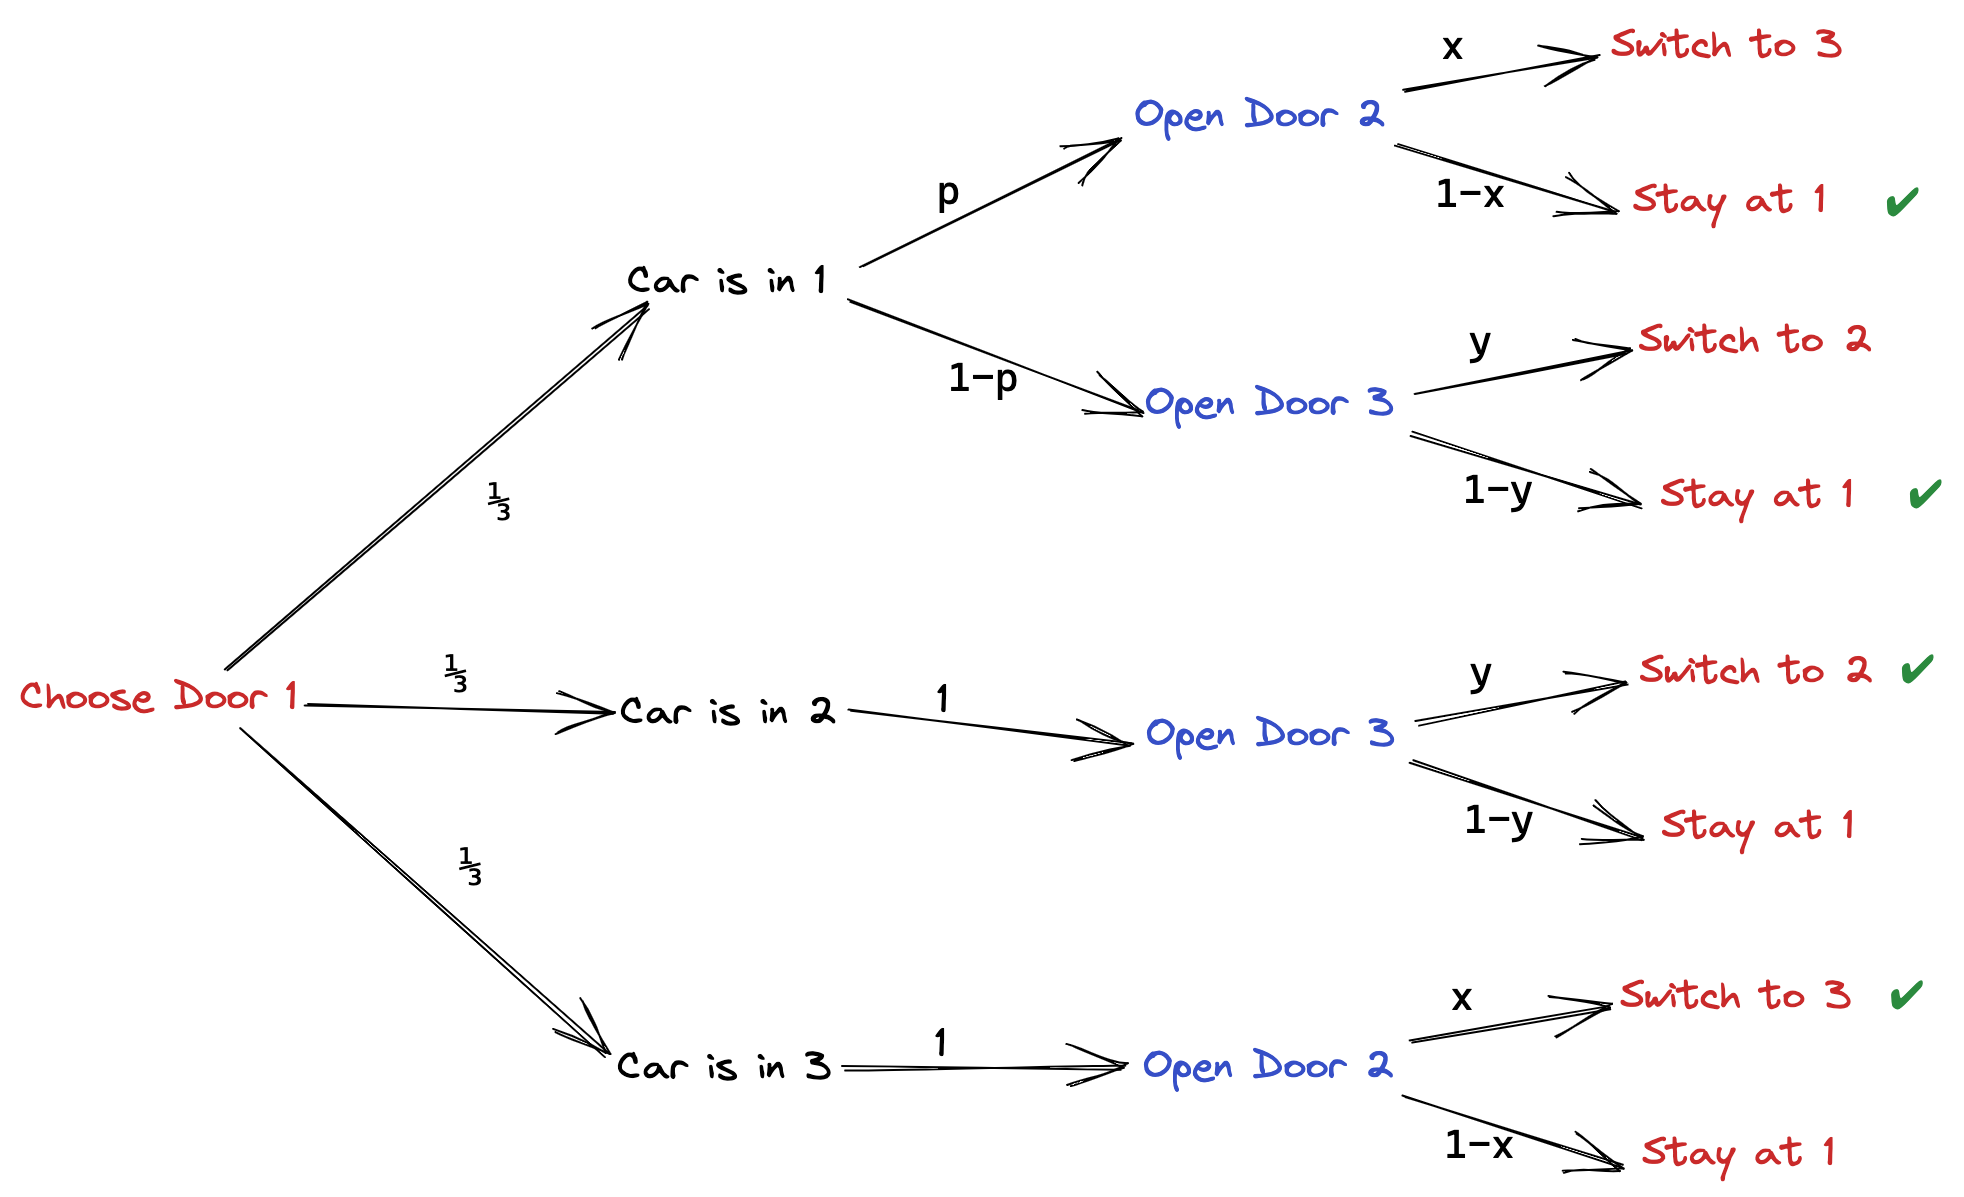 x
Switch to 3
Open Door 2
1-x
Stay at 1 ✔
p
Car is in 1
y
Switch to 2
1-p
Open Door 3
1-y
Stay at 1 ✔
⅓
Choose Door 1
⅓
Car is in 2
1
Open Door 3
y
Switch to 2 ✔
1-y
Stay at 1
⅓
Car is in 3
1
Open Door 2
x
Switch to 3 ✔
1-x
Stay at 1